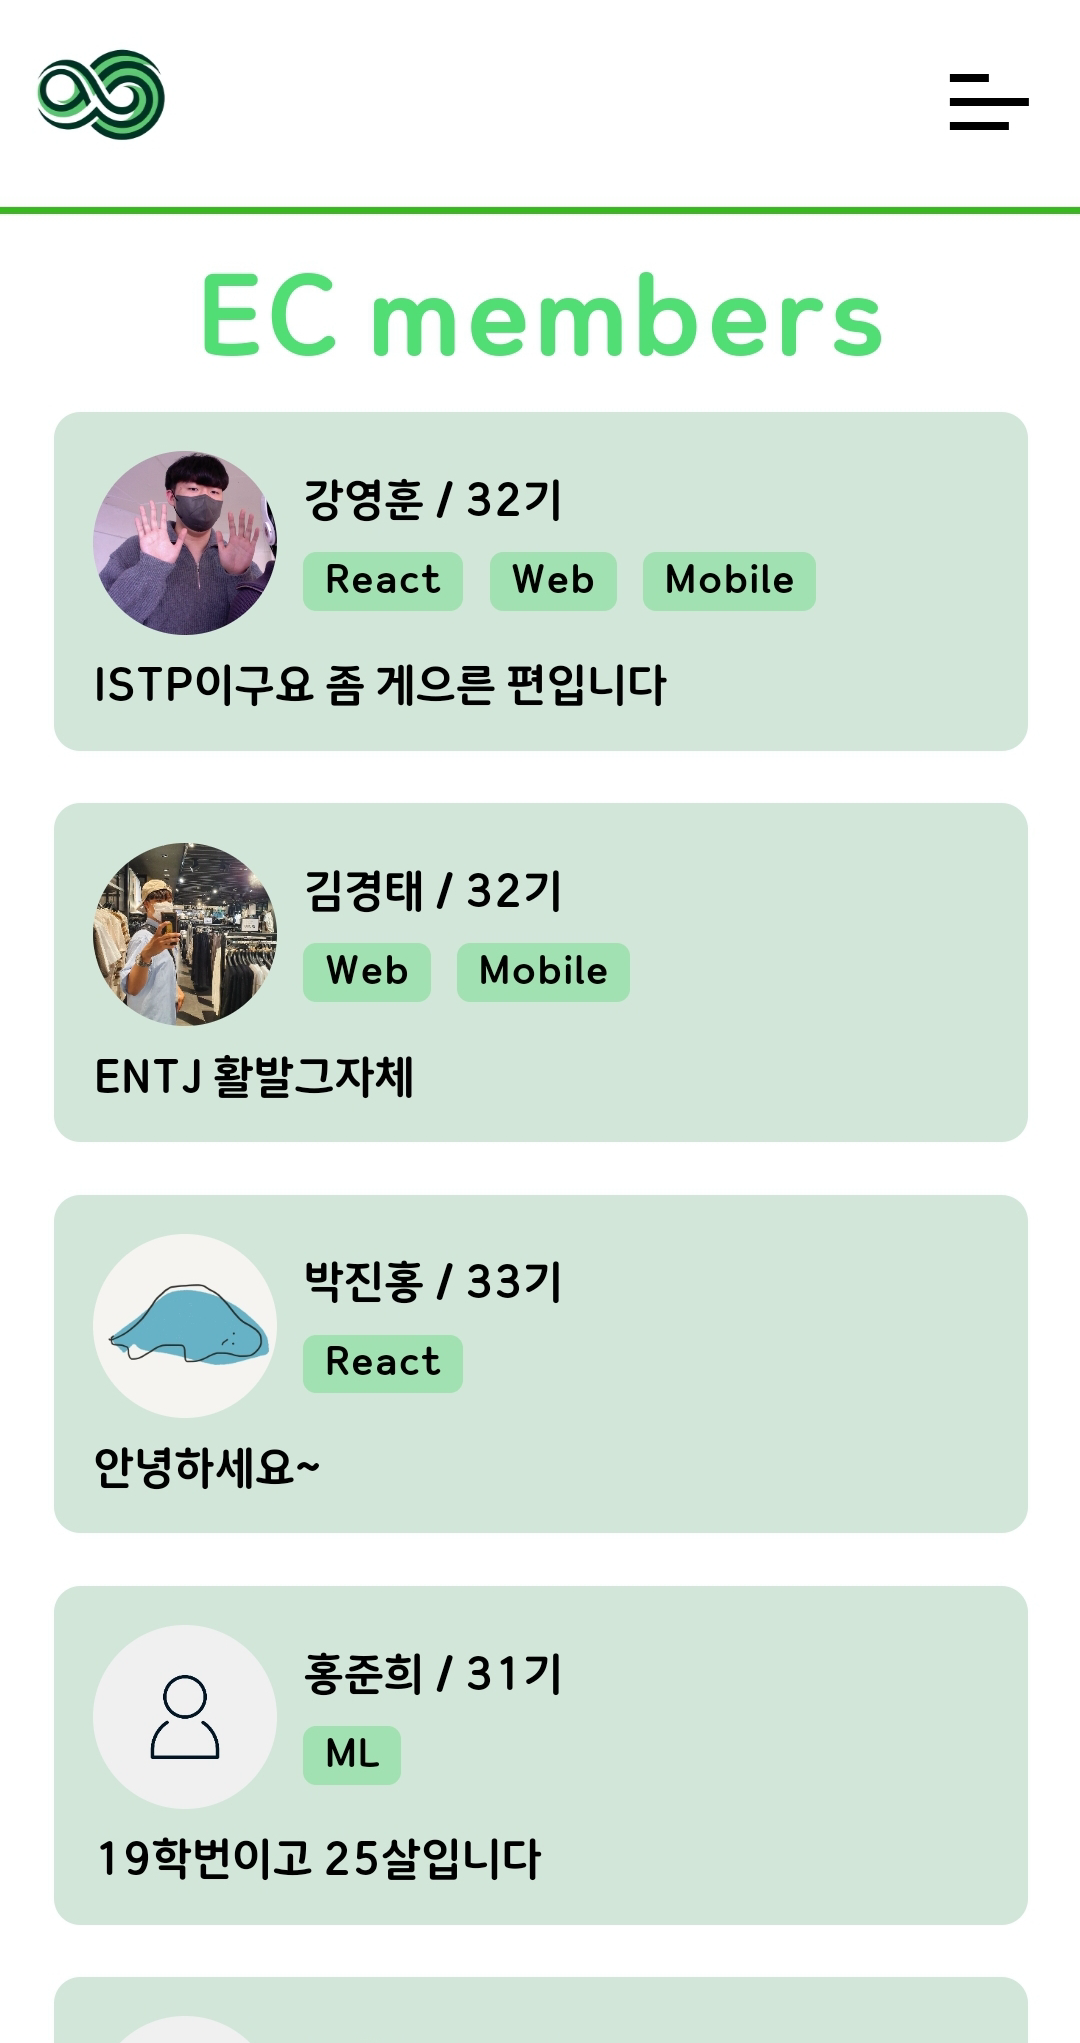 EC members
강영훈 / 32기
React Web Mobile
ISTP이구요 좀 게으른 편입니다
김경태 / 32기
Web Mobile
ENTJ 활발그자체
박진홍 / 33기
React
안녕하세요~
홍준희 / 31기
ML
19학번이고 25살입니다